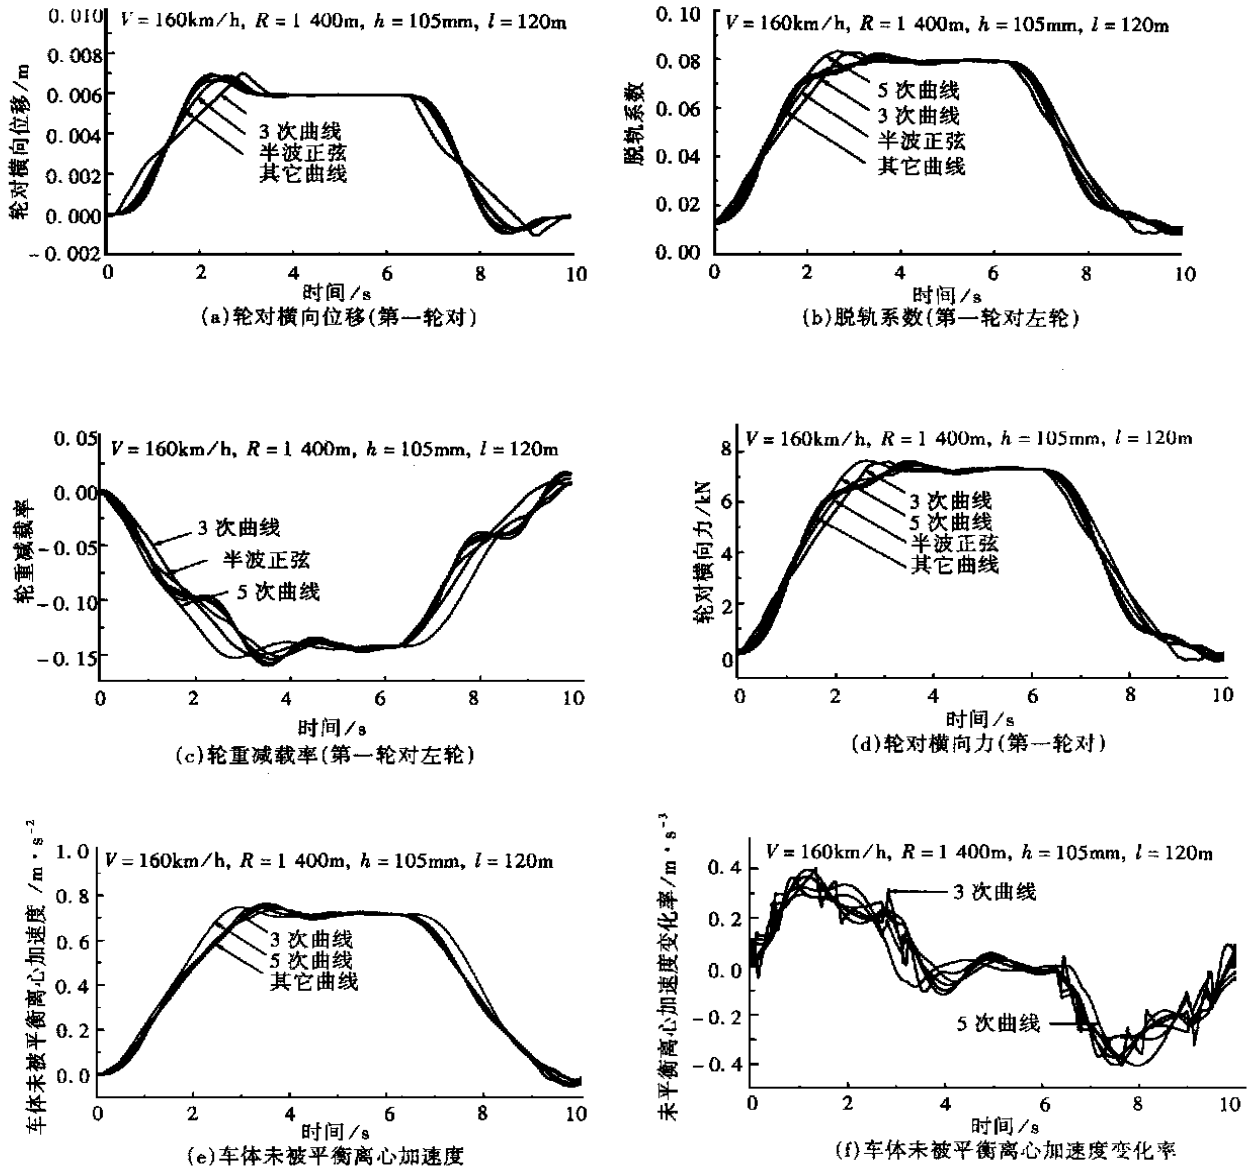 V=160km/h, R=1 400m, h=105mm, l=120m
0.010
0.008
0.006
0.004
0.002
0.000
-0.002
轮对横向位移/m
3次曲线
半波正弦
其它曲线
0 2 4 6 8 10
时间/s
(a)轮对横向位移(第一轮对)
V=160km/h, R=1 400m, h=105mm, l=120m
0.10
0.08
0.06
0.04
0.02
0.00
脱轨系数
5次曲线
3次曲线
半波正弦
其它曲线
0 2 4 6 8 10
时间/s
(b)脱轨系数(第一轮对左轮)
0.05
V=160km/h, R=1 400m, h=105mm, l=120m
0.00
-0.05
-0.10
-0.15
轮重减载率
3次曲线
半波正弦
5次曲线
0 2 4 6 8 10
时间/s
(c)轮重减载率(第一轮对左轮)
V=160km/h, R=1 400m, h=105mm, l=120m
8
6
4
2
0
轮对横向力/kN
3次曲线
5次曲线
半波正弦
其它曲线
0 2 4 6 8 10
时间/s
(d)轮对横向力(第一轮对)
1.0
V=160km/h, R=1 400m, h=105mm, l=120m
0.8
0.6
0.4
0.2
0.0
车体未被平衡离心加速度/m·s⁻²
3次曲线
5次曲线
其它曲线
0 2 4 6 8 10
时间/s
(e)车体未被平衡离心加速度
V=160km/h, R=1 400m, h=105mm, l=120m
0.4
0.2
0.0
-0.2
-0.4
未平衡离心加速度变化率/m·s⁻³
3次曲线
5次曲线
0 2 4 6 8 10
时间/s
(f)车体未被平衡离心加速度变化率